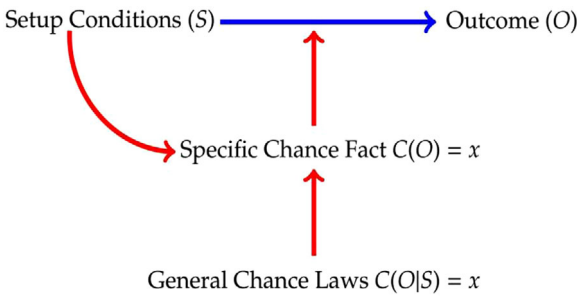 Setup Conditions (S) Outcome (O)
Specific Chance Fact C(O) = x
General Chance Laws C(O|S) = x